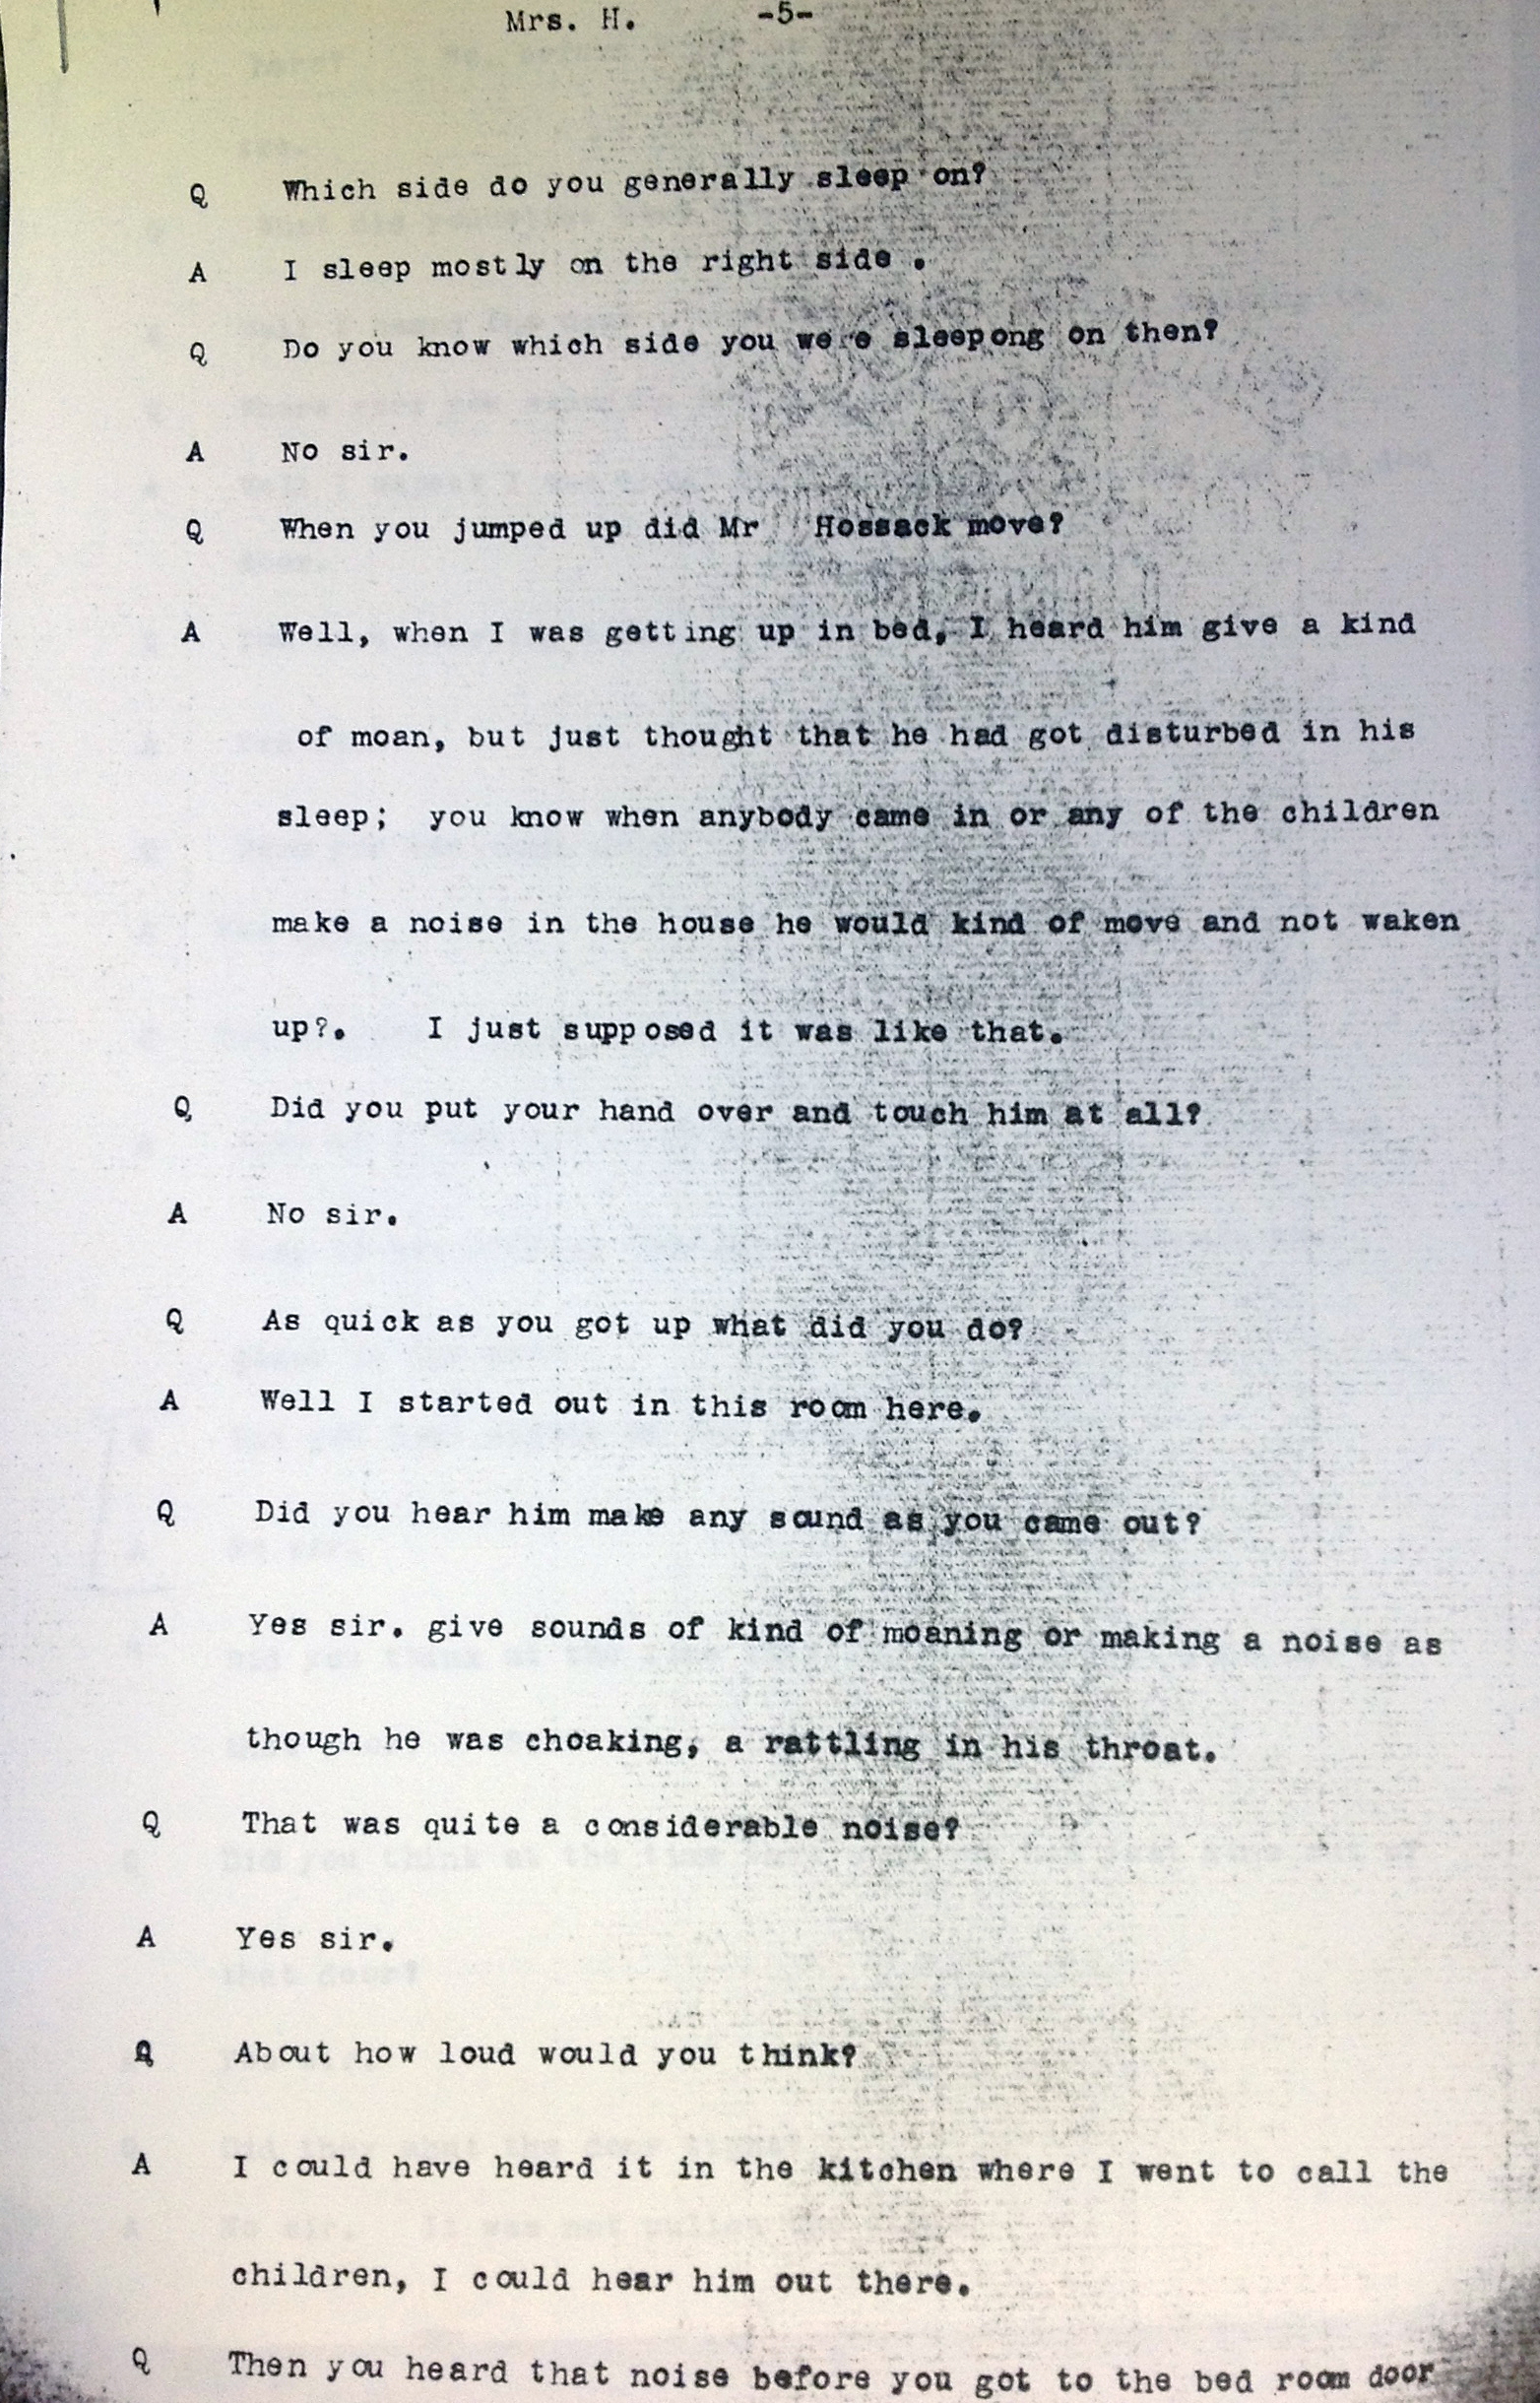 Mrs. H. -5-
Q Which side do you generally sleep on?
A I sleep mostly on the right side .
Q Do you know which side you were sleepong on then?
A No sir.
Q When you jumped up did Mr Hossack move?
A Well, when I was getting up in bed, I heard him give a kind
of moan, but just thought that he had got disturbed in his
sleep; you know when anybody came in or any of the children
make a noise in the house he would kind of move and not waken
up?. I just supposed it was like that.
Q Did you put your hand over and touch him at all?
A No sir.
Q As quick as you got up what did you do?
A Well I started out in this room here.
Q Did you hear him make any sound as you came out?
A Yes sir. give sounds of kind of moaning or making a noise as
though he was choaking, a rattling in his throat.
Q That was quite a considerable noise?
A Yes sir.
Q About how loud would you think?
A I could have heard it in the kitchen where I went to call the
children, I could hear him out there.
Q Then you heard that noise before you got to the bed room door